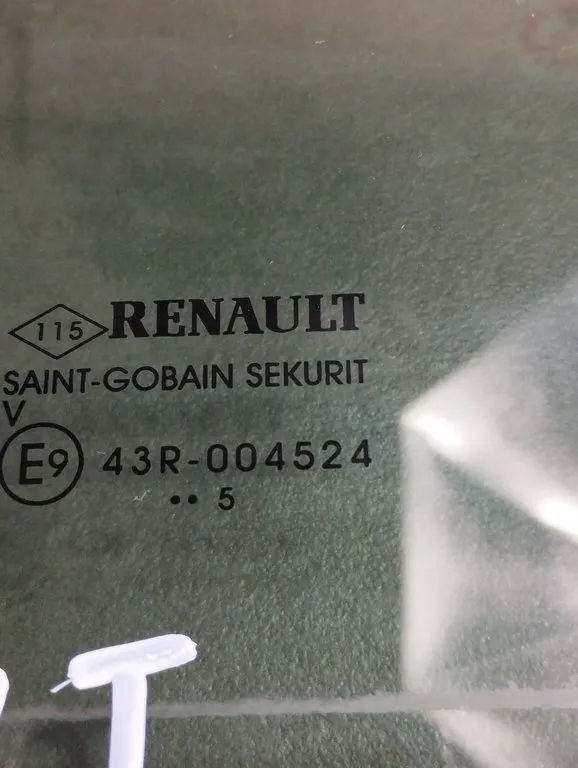 115 RENAULT
SAINT-GOBAIN SEKURIT
V
E9 43R-004524
•• 5
T